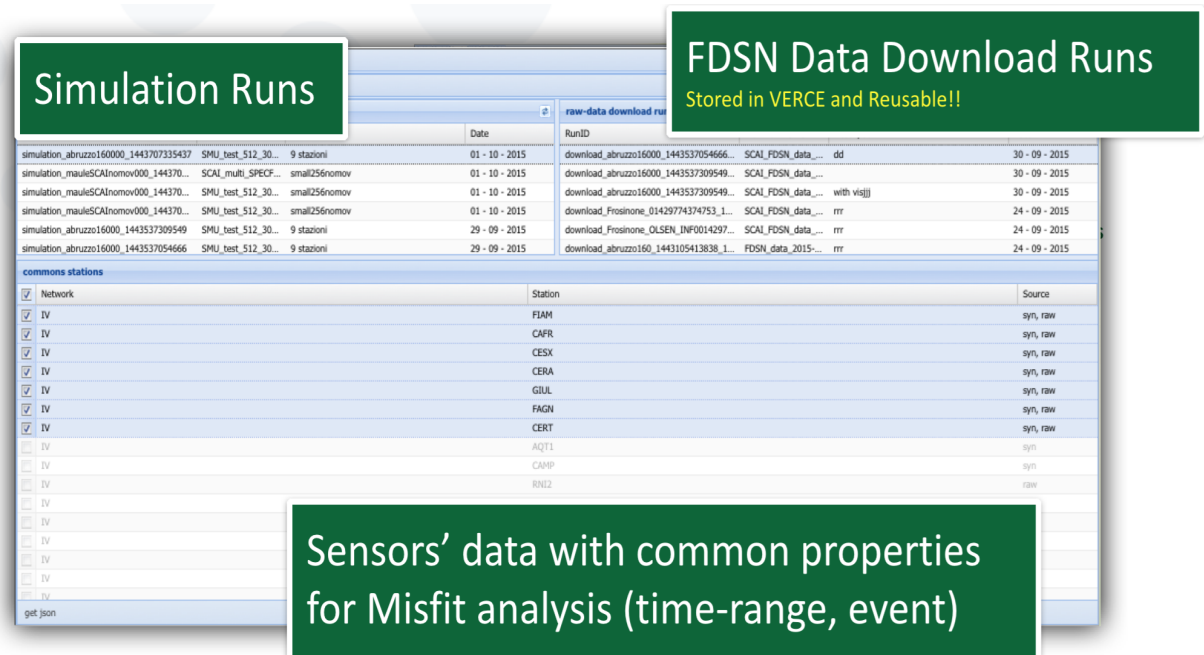 Simulation Runs
FDSN Data Download Runs
Stored in VERCE and Reusable!!
raw-data download
Date
RunID
simulation_abruzzo160000_1443707335437 SMU_test_512_30... 9 stazioni 01 - 10 - 2015
download_abruzzo16000_1443537054666... SCAI_FDSN_data_... dd 30 - 09 - 2015
simulation_mauleSCAInomov000_144370... SCAI_multi_SPECF... small256nomov 01 - 10 - 2015
download_abruzzo16000_1443537309549... SCAI_FDSN_data_... 30 - 09 - 2015
simulation_mauleSCAInomov000_144370... SMU_test_512_30... small256nomov 01 - 10 - 2015
download_abruzzo16000_1443537309549... SCAI_FDSN_data_... with visjjj 30 - 09 - 2015
simulation_mauleSCAInomov000_144370... SMU_test_512_30... small256nomov 01 - 10 - 2015
download_Frosinone_01429774374753_1... SCAI_FDSN_data_... rrr 24 - 09 - 2015
simulation_abruzzo16000_1443537309549 SMU_test_512_30... 9 stazioni 29 - 09 - 2015
download_Frosinone_OLSEN_INF0014297... SCAI_FDSN_data_... rrr 24 - 09 - 2015
simulation_abruzzo16000_1443537054666 SMU_test_512_30... 9 stazioni 29 - 09 - 2015
download_abruzzo160_1443105413838_1... FDSN_data_2015-... rrr 24 - 09 - 2015
commons stations
Network Station Source
IV FIAM syn, raw
IV CAFR syn, raw
IV CESX syn, raw
IV CERA syn, raw
IV GIUL syn, raw
IV FAGN syn, raw
IV CERT syn, raw
IV AQT1 syn
IV CAMP syn
IV RNI2 raw
IV
IV
IV
IV
IV
IV
get json
Sensors' data with common properties
for Misfit analysis (time-range, event)